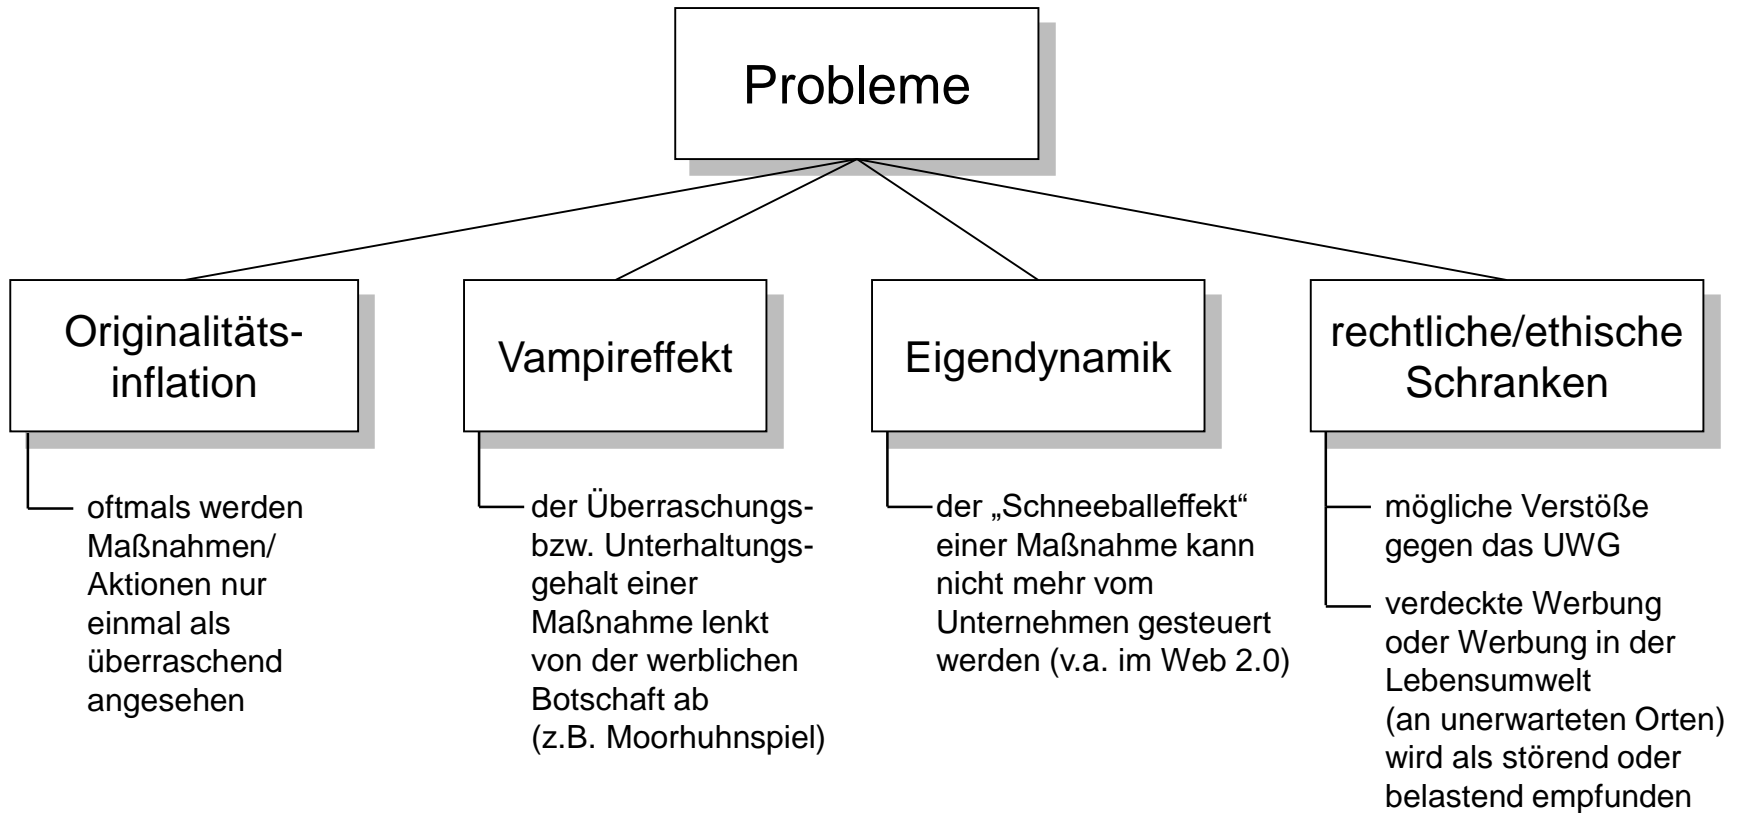 Probleme
Originalitäts-
inflation
Vampireffekt
Eigendynamik
rechtliche/ethische
Schranken
oftmals werden
Maßnahmen/
Aktionen nur
einmal als
überraschend
angesehen
der Überraschungs-
bzw. Unterhaltungs-
gehalt einer
Maßnahme lenkt
von der werblichen
Botschaft ab
(z.B. Moorhuhnspiel)
der „Schneeballeffekt“
einer Maßnahme kann
nicht mehr vom
Unternehmen gesteuert
werden (v.a. im Web 2.0)
mögliche Verstöße
gegen das UWG
verdeckte Werbung
oder Werbung in der
Lebensumwelt
(an unerwarteten Orten)
wird als störend oder
belastend empfunden